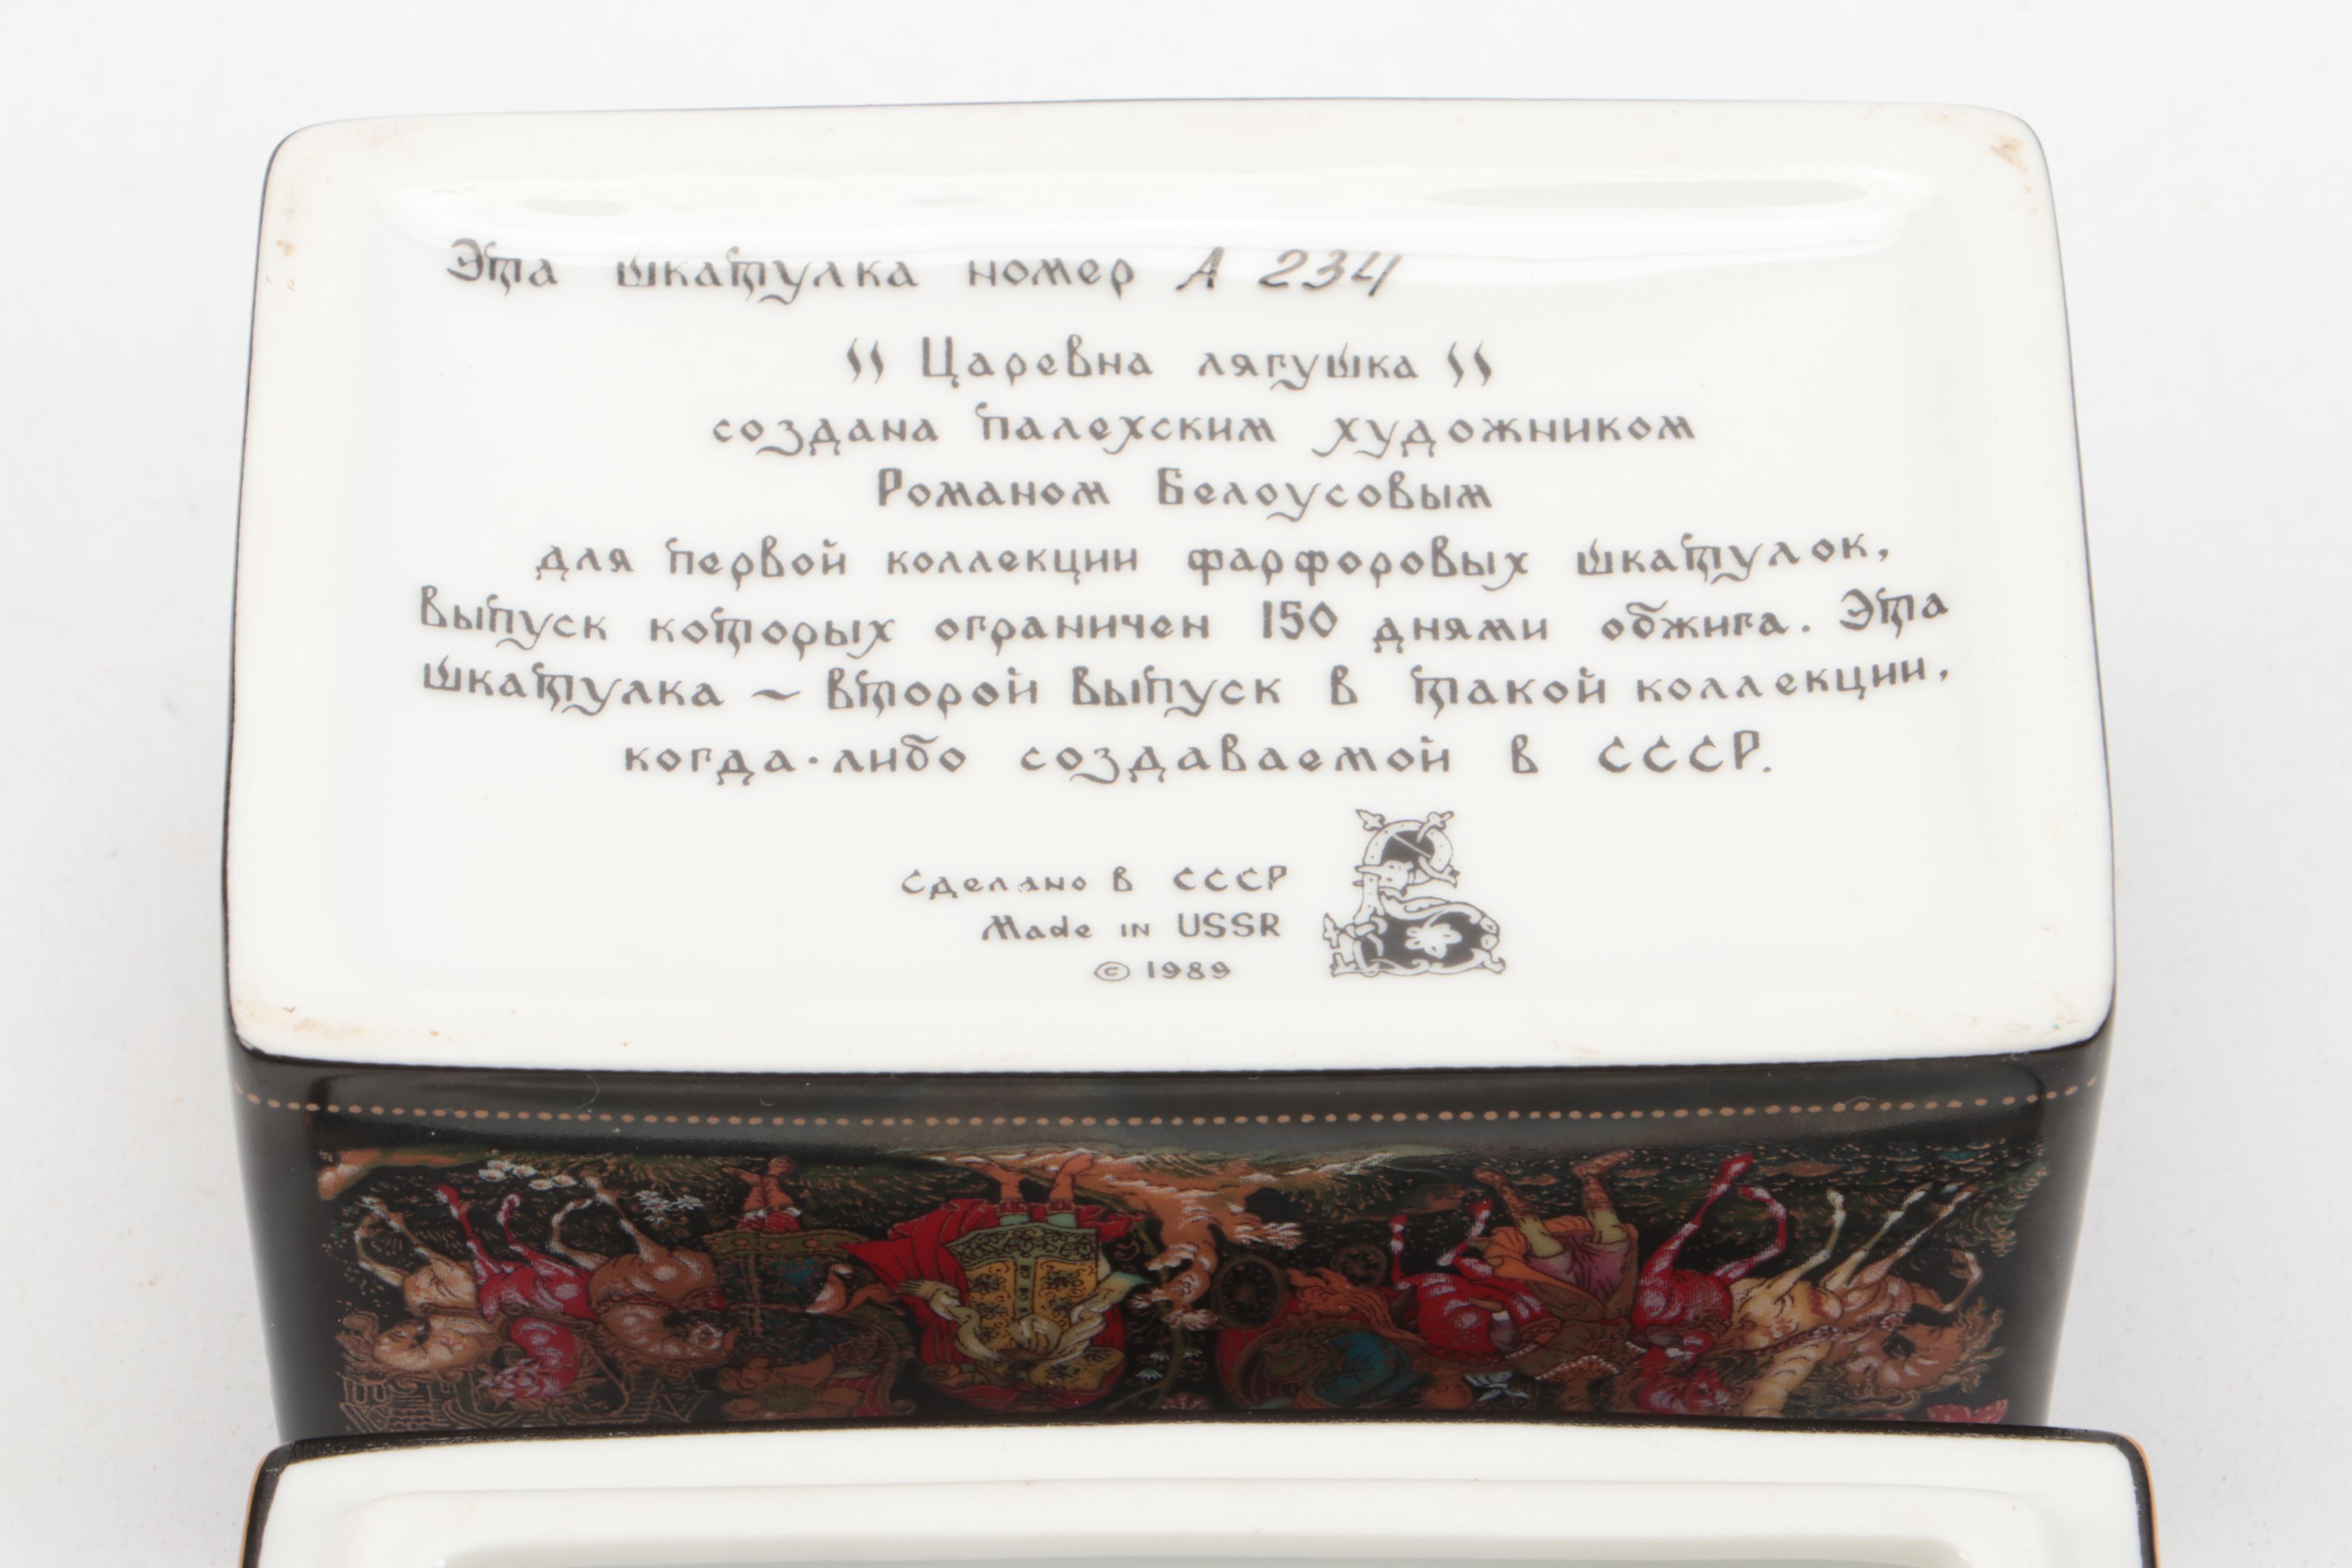 Эта шкатулка номер А 234
"Царевна лягушка"
создана палехским художником
Романом Белоусовым
для первой коллекции фарфоровых шкатулок,
выпуск которых ограничен 150 днями обжига. Эта
шкатулка – второй выпуск в такой коллекции,
когда-либо создаваемой в СССР.
Сделано в СССР
Made in USSR
© 1989